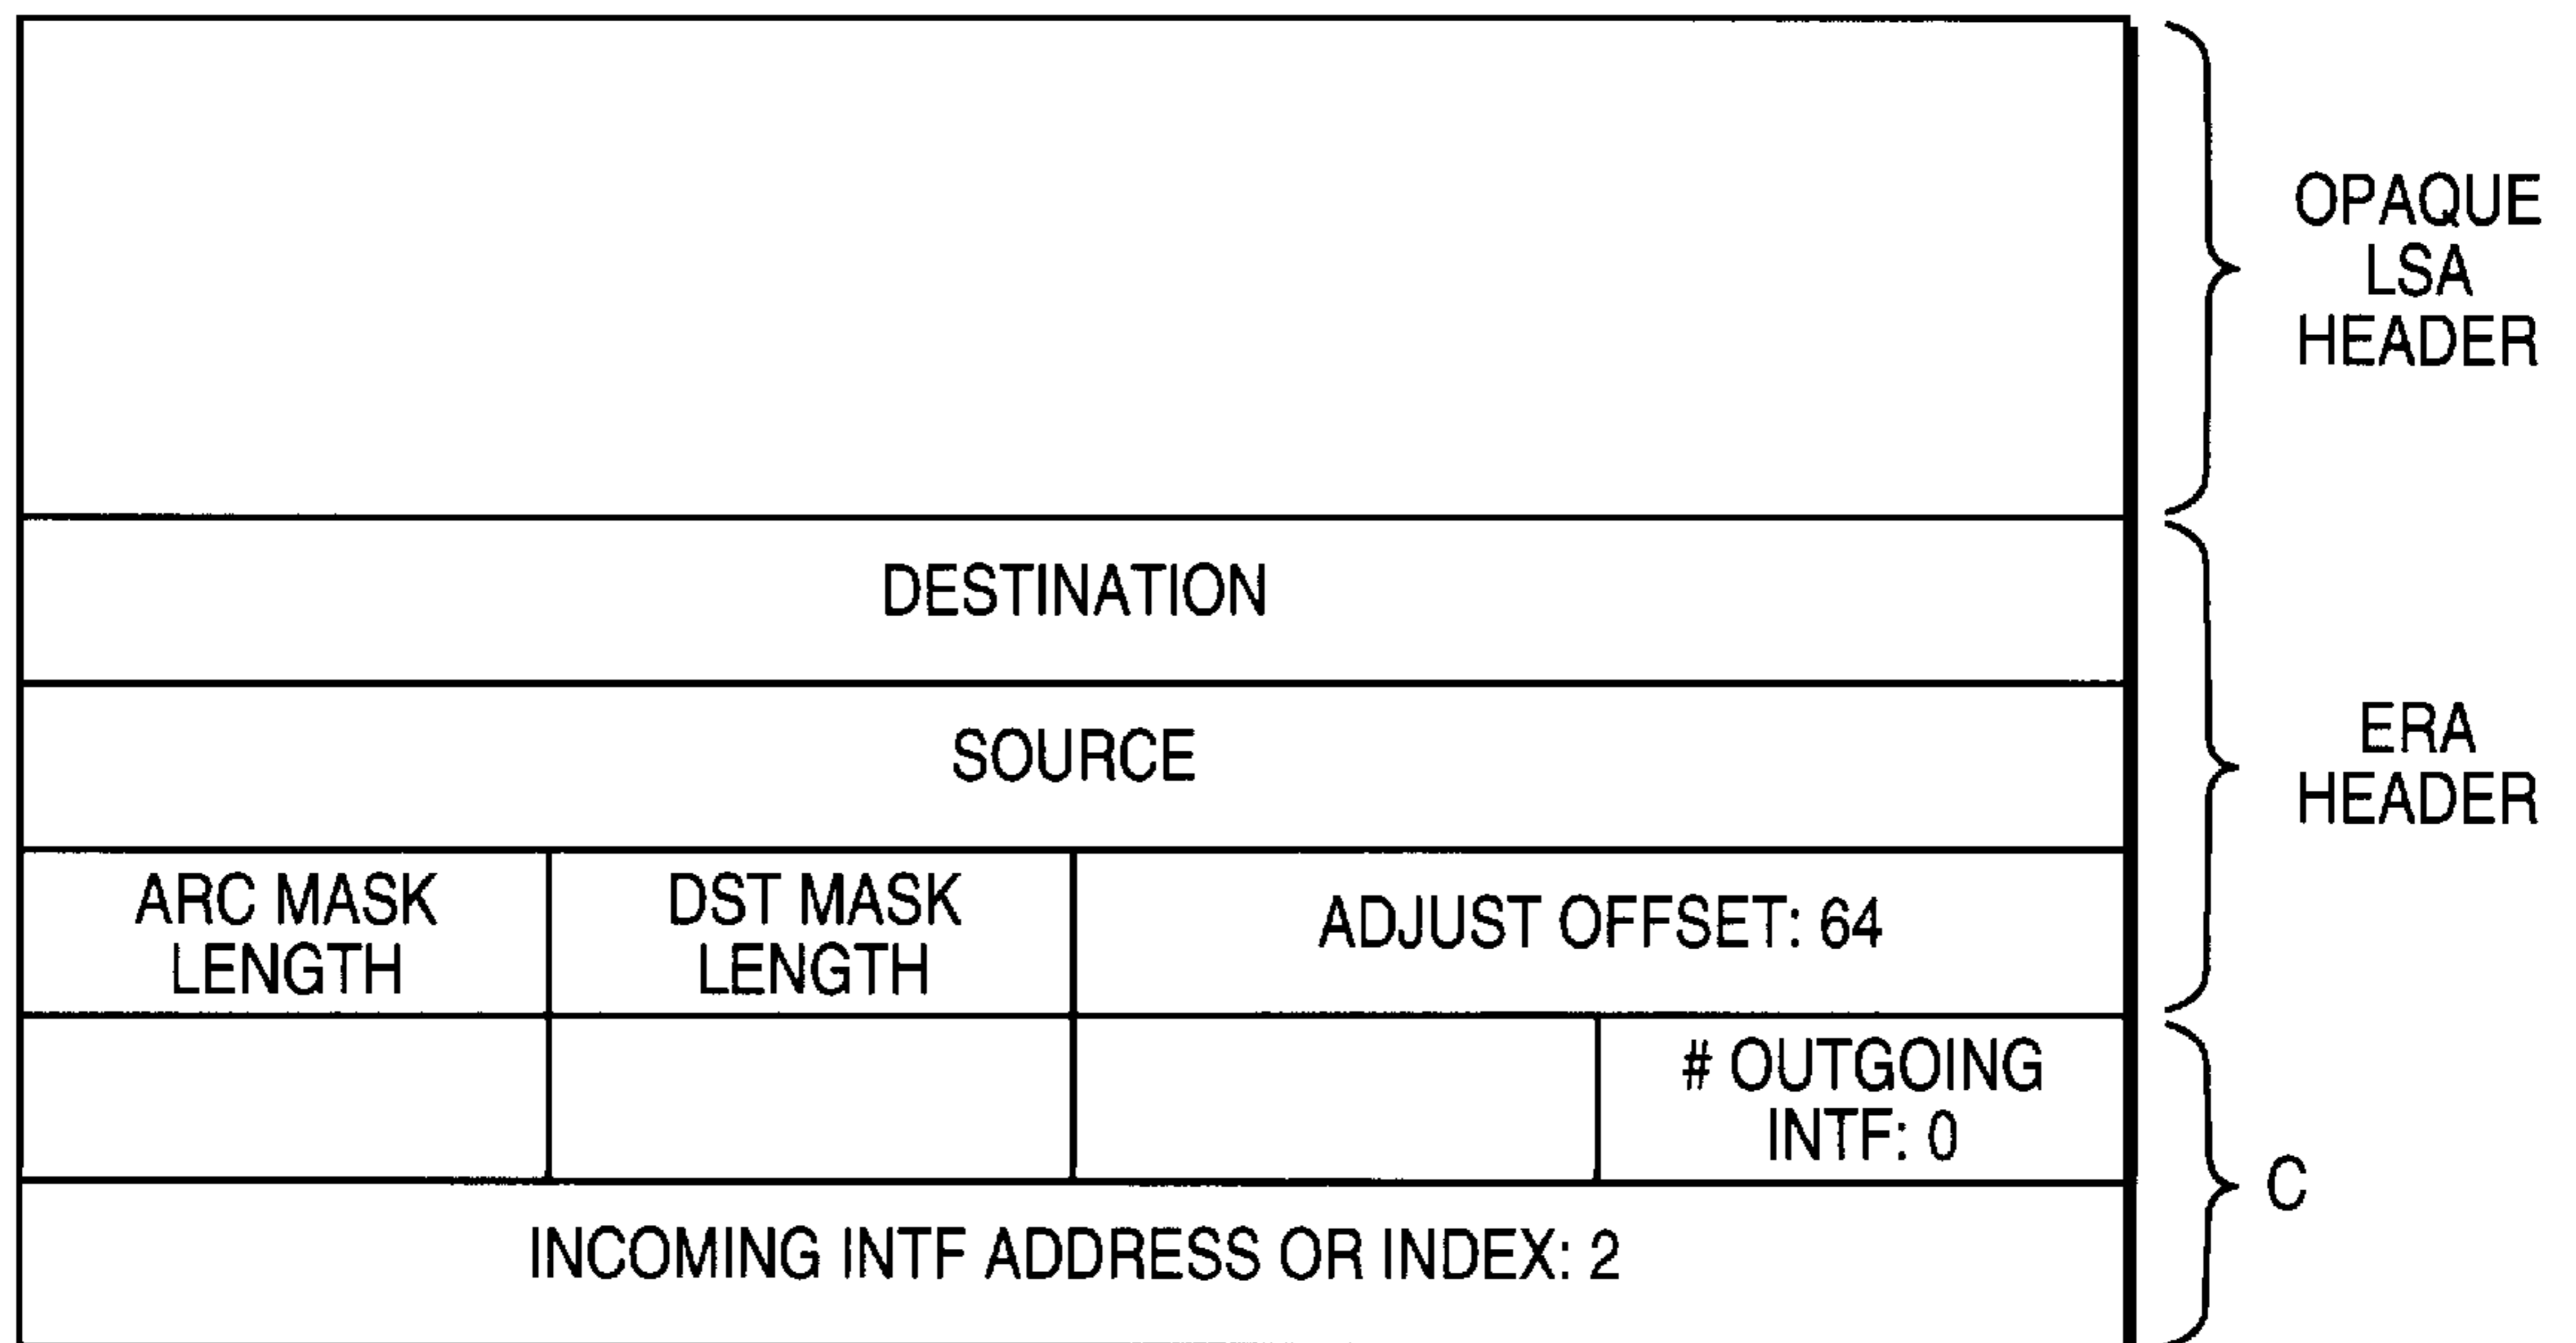 OPAQUE
LSA
HEADER
DESTINATION
SOURCE
ERA
HEADER
ARC MASK
LENGTH
DST MASK
LENGTH
ADJUST OFFSET: 64
# OUTGOING
INTF: 0
C
INCOMING INTF ADDRESS OR INDEX: 2